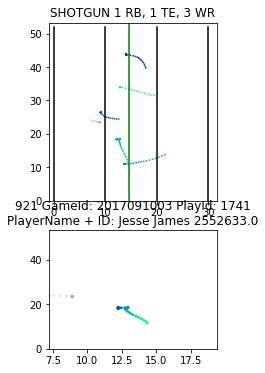 SHOTGUN 1 RB, 1 TE, 3 WR
50
40
30
20
10
0
0 10 20 30
921 GameId: 2017091003 PlayId: 1741
PlayerName + ID: Jesse James 2552633.0
40
20
0
7.5 10.0 12.5 15.0 17.5